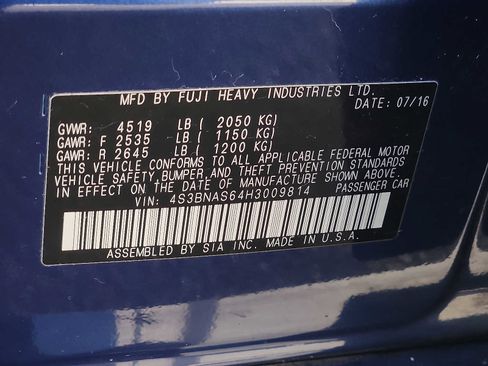 MFD BY FUJI HEAVY INDUSTRIES LTD.
DATE: 07/16
GVWR: 4519 LB ( 2050 KG)
GAWR: F 2535 LB ( 1150 KG)
GAWR: R 2645 LB ( 1200 KG)
THIS VEHICLE CONFORMS TO ALL APPLICABLE FEDERAL MOTOR
VEHICLE SAFETY, BUMPER, AND THEFT PREVENTION STANDARDS
IN EFFECT ON THE DATE OF MANUFACTURE SHOWN ABOVE.
VIN: 4S3BNAS64H3009814 PASSENGER CAR
ASSEMBLED BY SIA INC. MADE IN U.S.A.